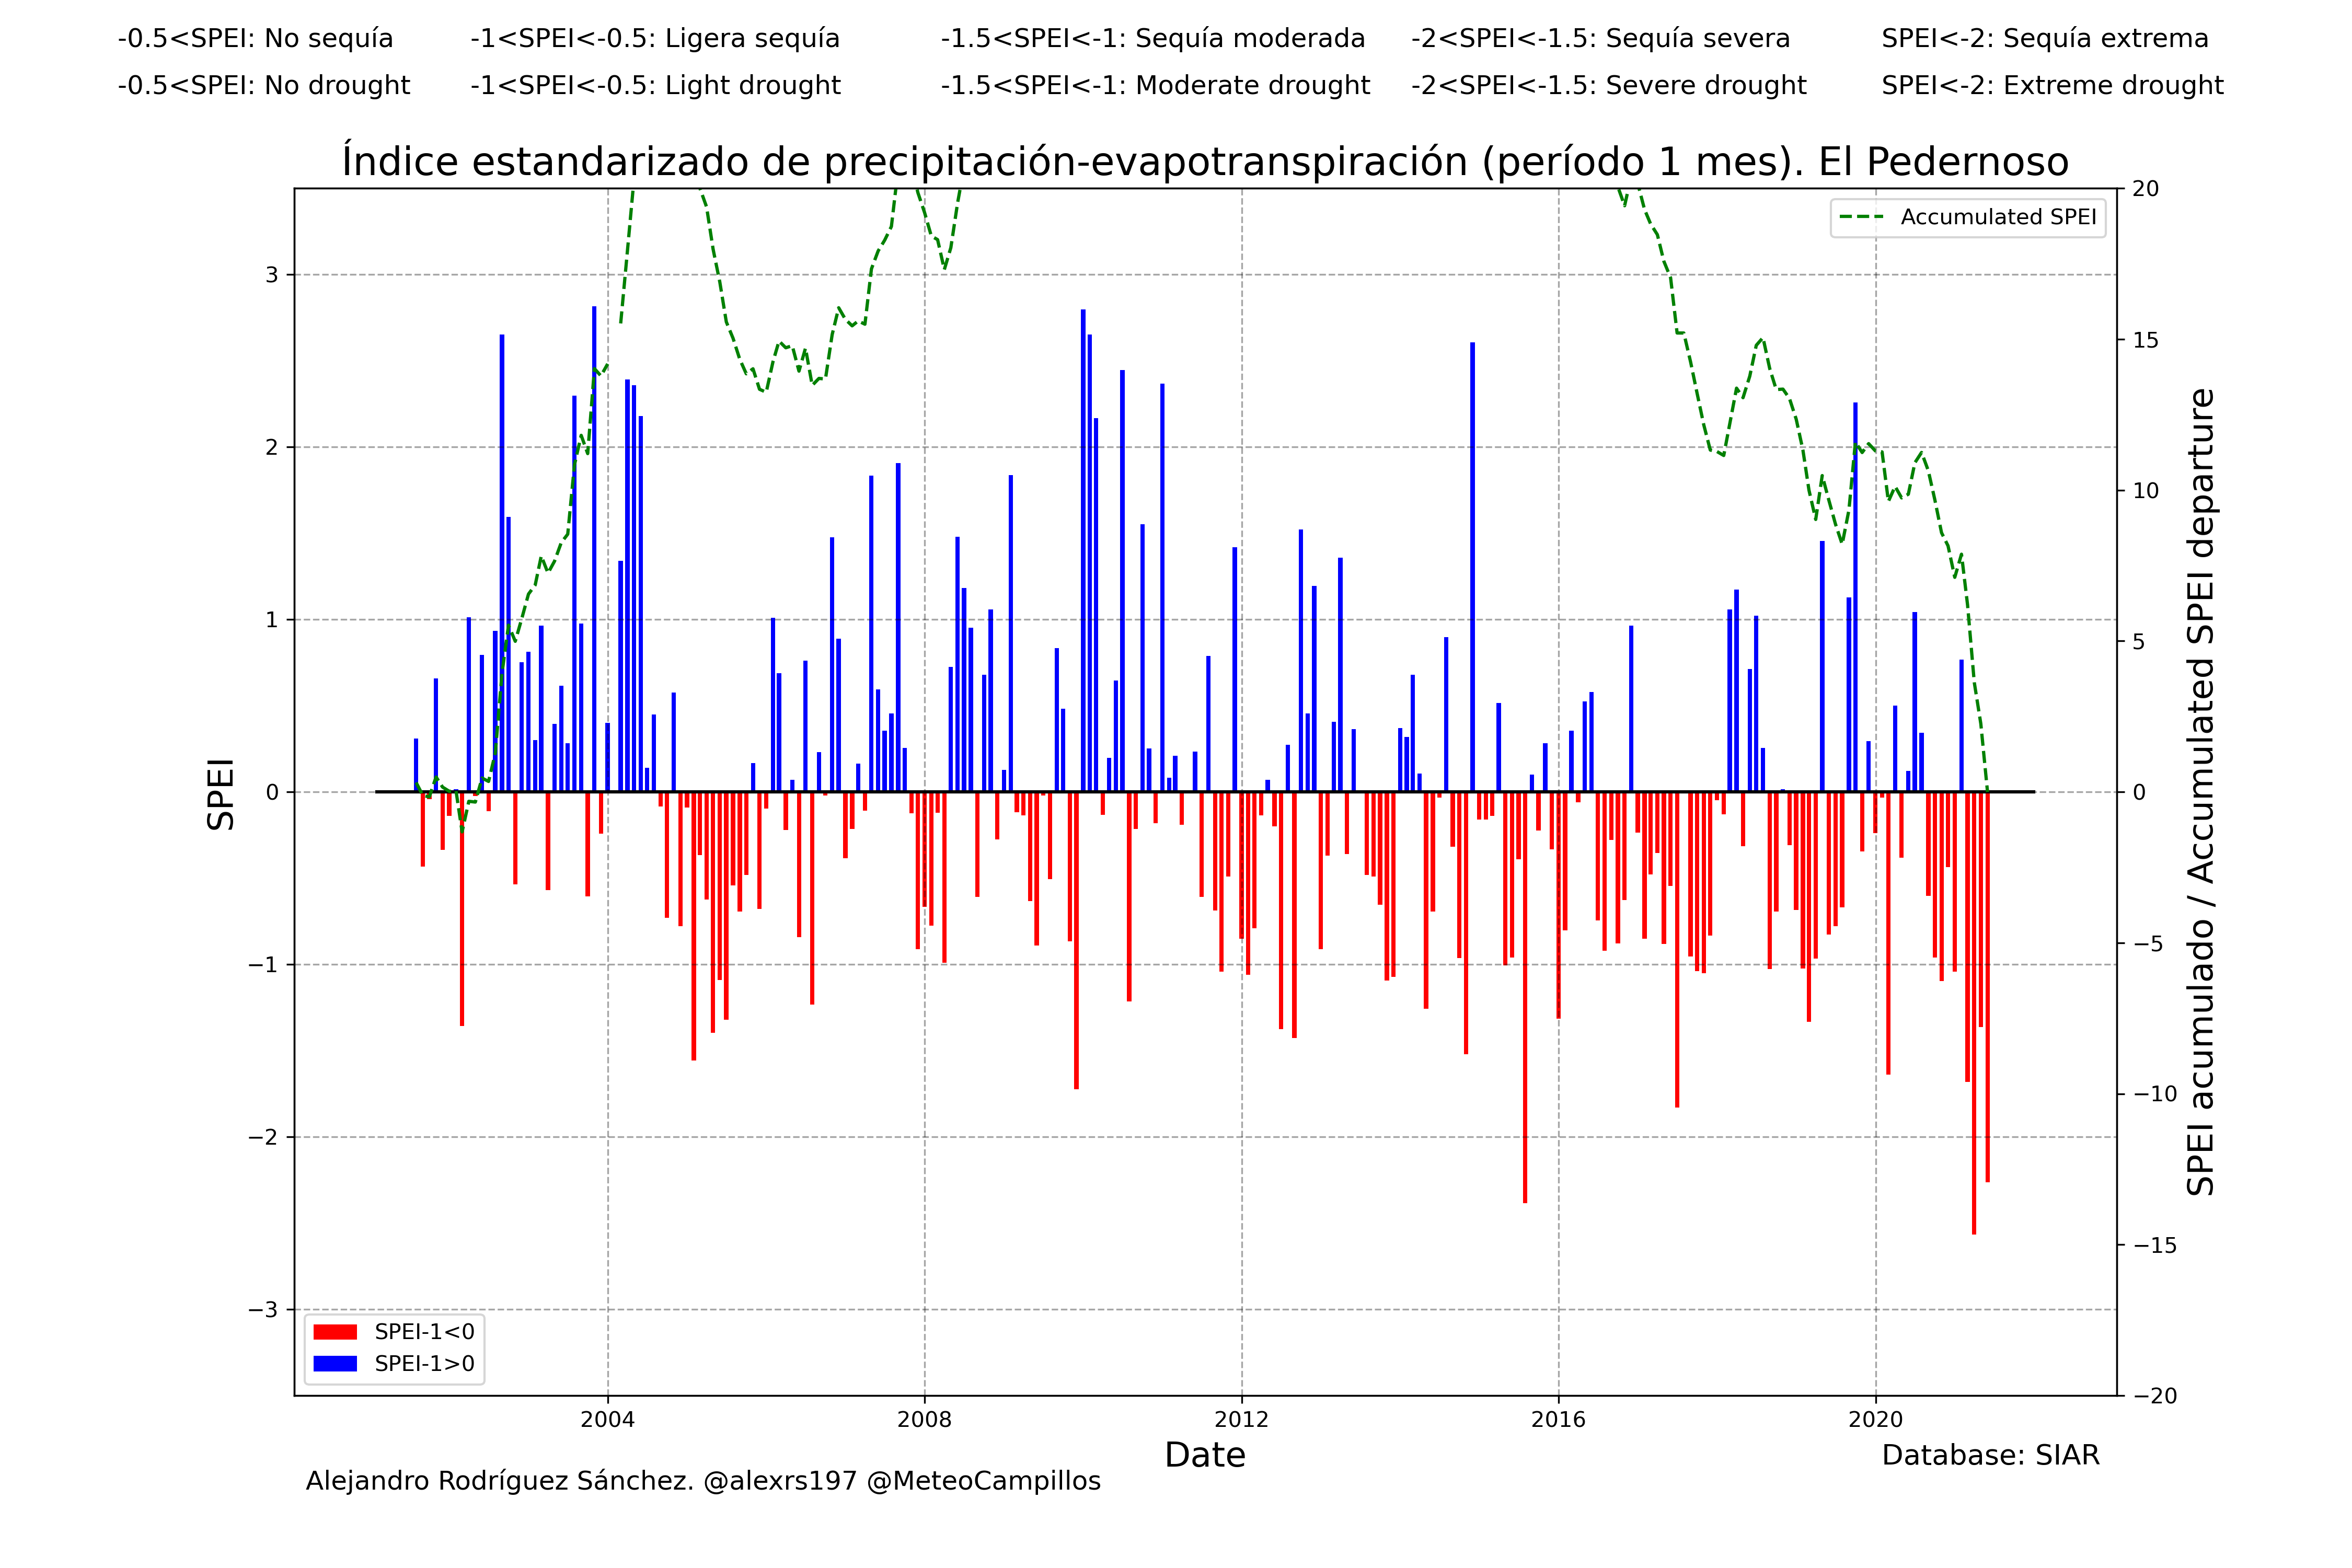 -0.5<SPEI: No sequía -1<SPEI<-0.5: Ligera sequía -1.5<SPEI<-1: Sequía moderada -2<SPEI<-1.5: Sequía severa SPEI<-2: Sequía extrema
-0.5<SPEI: No drought -1<SPEI<-0.5: Light drought -1.5<SPEI<-1: Moderate drought -2<SPEI<-1.5: Severe drought SPEI<-2: Extreme drought
Índice estandarizado de precipitación-evapotranspiración (período 1 mes). El Pedernoso
SPEI
3
2
1
0
−1
−2
−3
Accumulated SPEI
SPEI-1<0
SPEI-1>0
20
15
10
5
0
−5
−10
−15
−20
SPEI acumulado / Accumulated SPEI departure
2004 2008 2012 2016 2020
Date
Database: SIAR
Alejandro Rodríguez Sánchez. @alexrs197 @MeteoCampillos